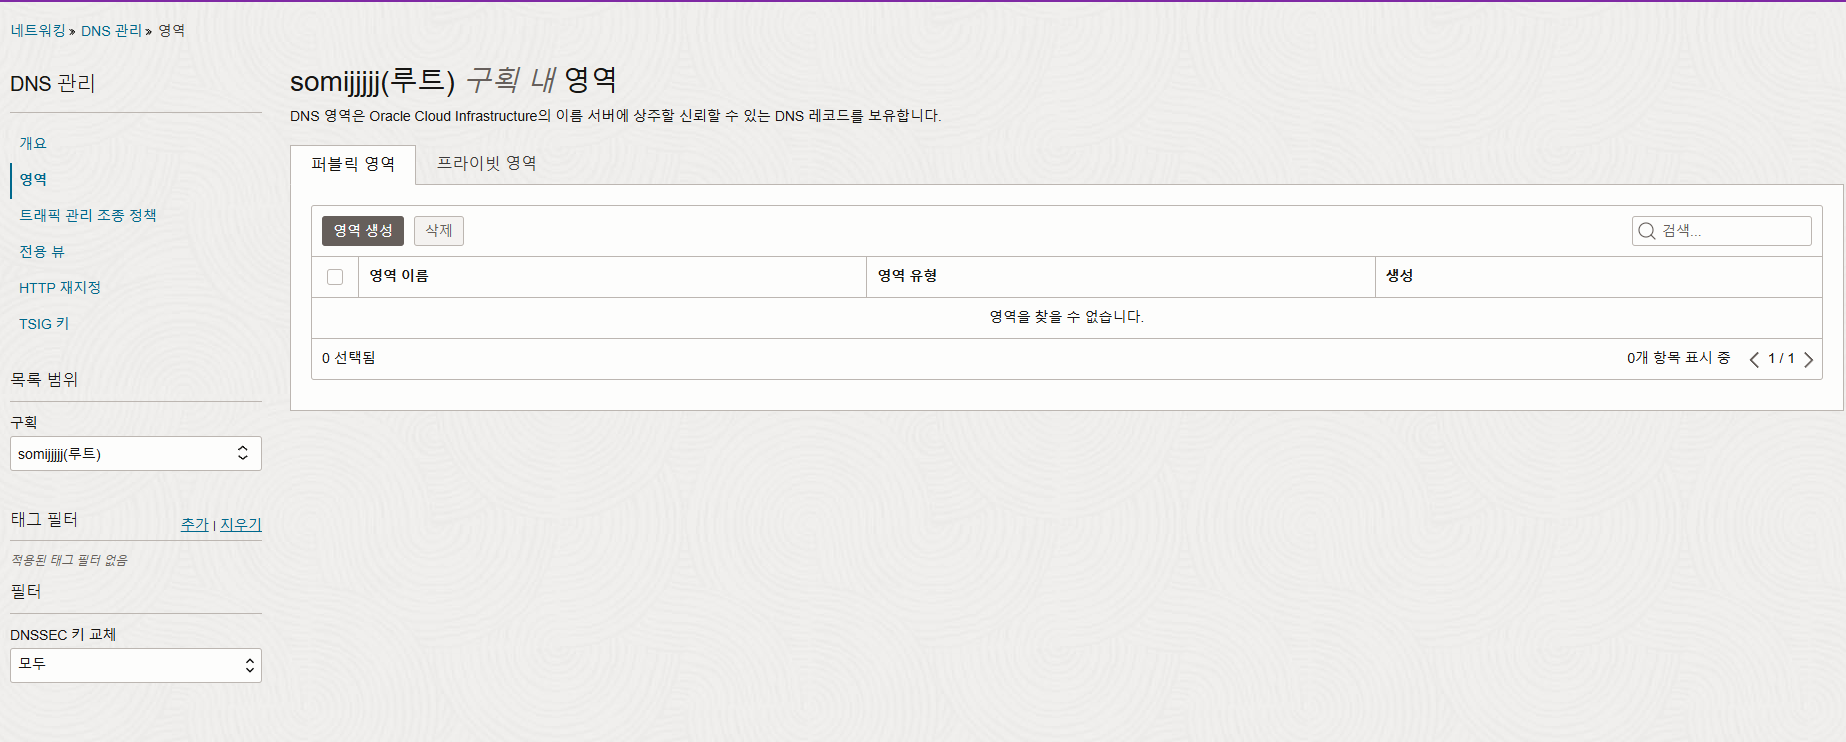 네트워킹 » DNS 관리 » 영역
DNS 관리
개요
영역
트래픽 관리 조종 정책
전용 뷰
HTTP 재지정
TSIG 키
목록 범위
구획
somijjjjj(루트)
태그 필터
추가 | 지우기
적용된 태그 필터 없음
필터
DNSSEC 키 교체
모두
somijjjjj(루트) 구획 내 영역
DNS 영역은 Oracle Cloud Infrastructure의 이름 서버에 상주할 신뢰할 수 있는 DNS 레코드를 보유합니다.
퍼블릭 영역 프라이빗 영역
영역 생성 삭제 검색...
영역 이름 영역 유형 생성
영역을 찾을 수 없습니다.
0 선택됨 0개 항목 표시 중 1 / 1